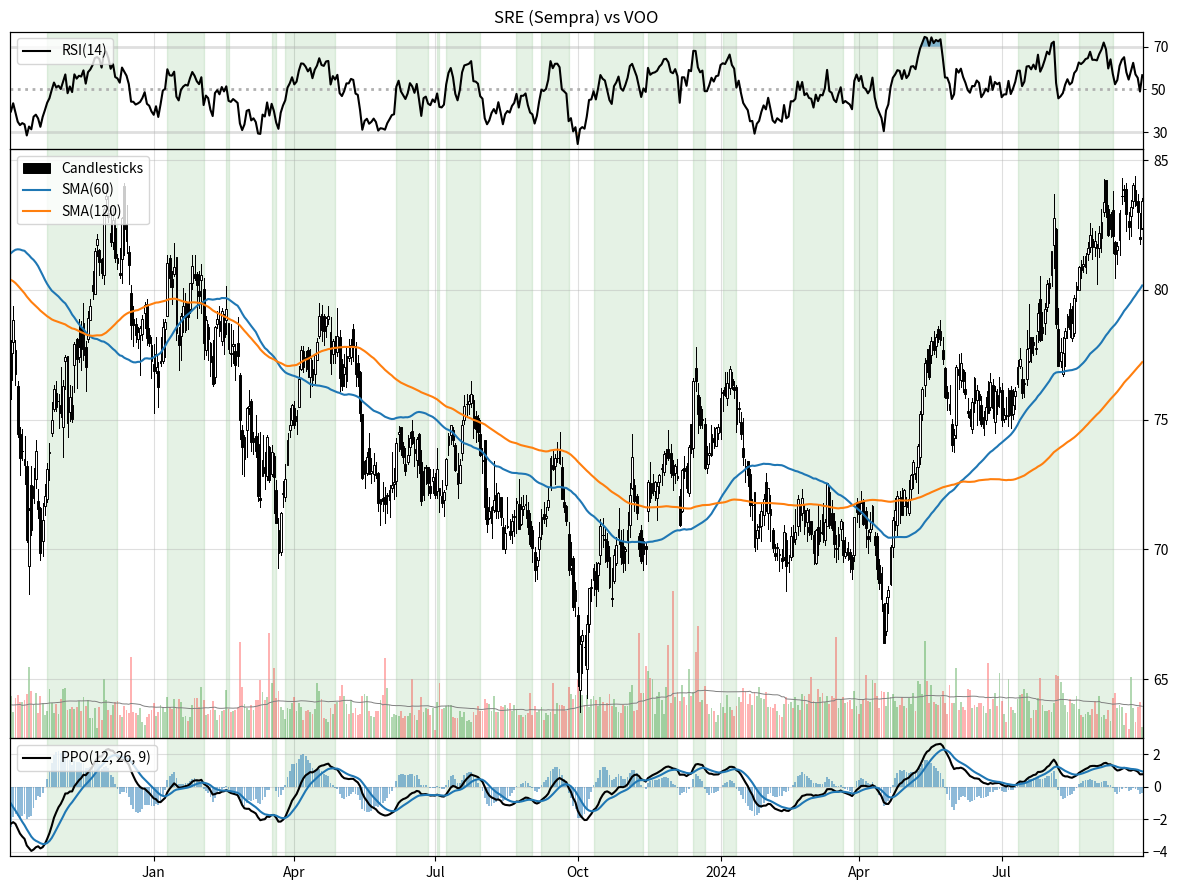 SRE (Sempra) vs VOO
RSI(14)
70
50
30
Candlesticks
SMA(60)
SMA(120)
85
80
75
70
65
PPO(12, 26, 9)
2
0
−2
−4
Jan Apr Jul Oct 2024 Apr Jul